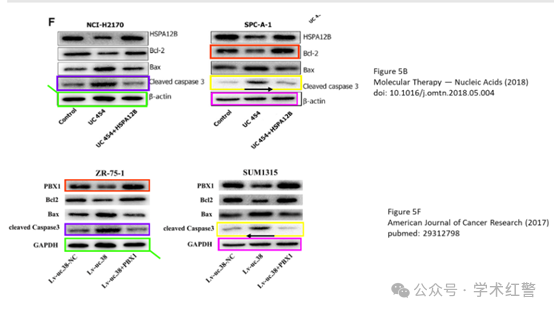 F
NCI-H2170
SPC-A-1
HSPA12B
Bcl-2
Bax
Cleaved caspase 3
β-actin
Control
UC 454
UC 454+HSPA12B
HSPA12B
Bcl-2
Bax
Cleaved caspase 3
β-actin
Control
UC 454
UC 454+HSPA12B
Figure 5B
Molecular Therapy — Nucleic Acids (2018)
doi: 10.1016/j.omtn.2018.05.004
ZR-75-1
SUM1315
PBX1
Bcl2
Bax
cleaved Caspase3
GAPDH
Lv-uc.38-NC
Lv-uc.38
Lv-uc.38+PBX1
PBX1
Bcl2
Bax
cleaved Caspase3
GAPDH
Lv-uc.38-NC
Lv-uc.38
Lv-uc.38+PBX1
Figure 5F
American Journal of Cancer Research (2017)
pubmed: 29312798
公众号 · 学术红警